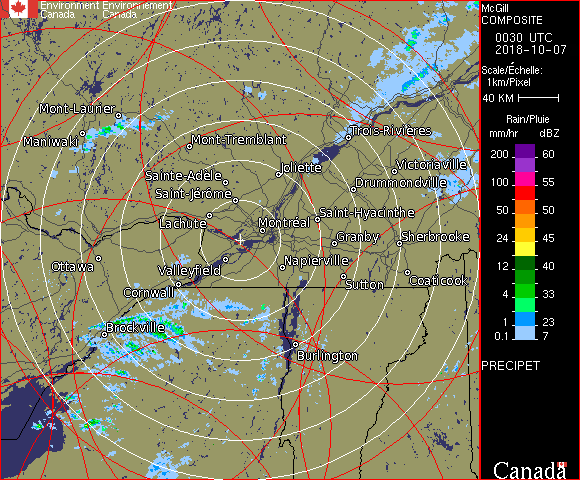 Environment Environnement
Canada Canada
McGill
COMPOSITE
0030 UTC
2018-10-07
Scale/Échelle:
1km/Pixel
40 KM
Rain/Pluie
mm/hr dBZ
200 60
100 55
50 50
24 45
12 40
4 33
1 23
0.1 7
PRECIPET
Canada
Mont-Laurier
Maniwaki
Mont-Tremblant
Trois-Rivières
Sainte-Adèle
Joliette
Victoriaville
Saint-Jérôme
Drummondville
Lachute
Montréal
Saint-Hyacinthe
Granby
Sherbrooke
Ottawa
Valleyfield
Napierville
Cornwall
Sutton
Coaticook
Brockville
Burlington